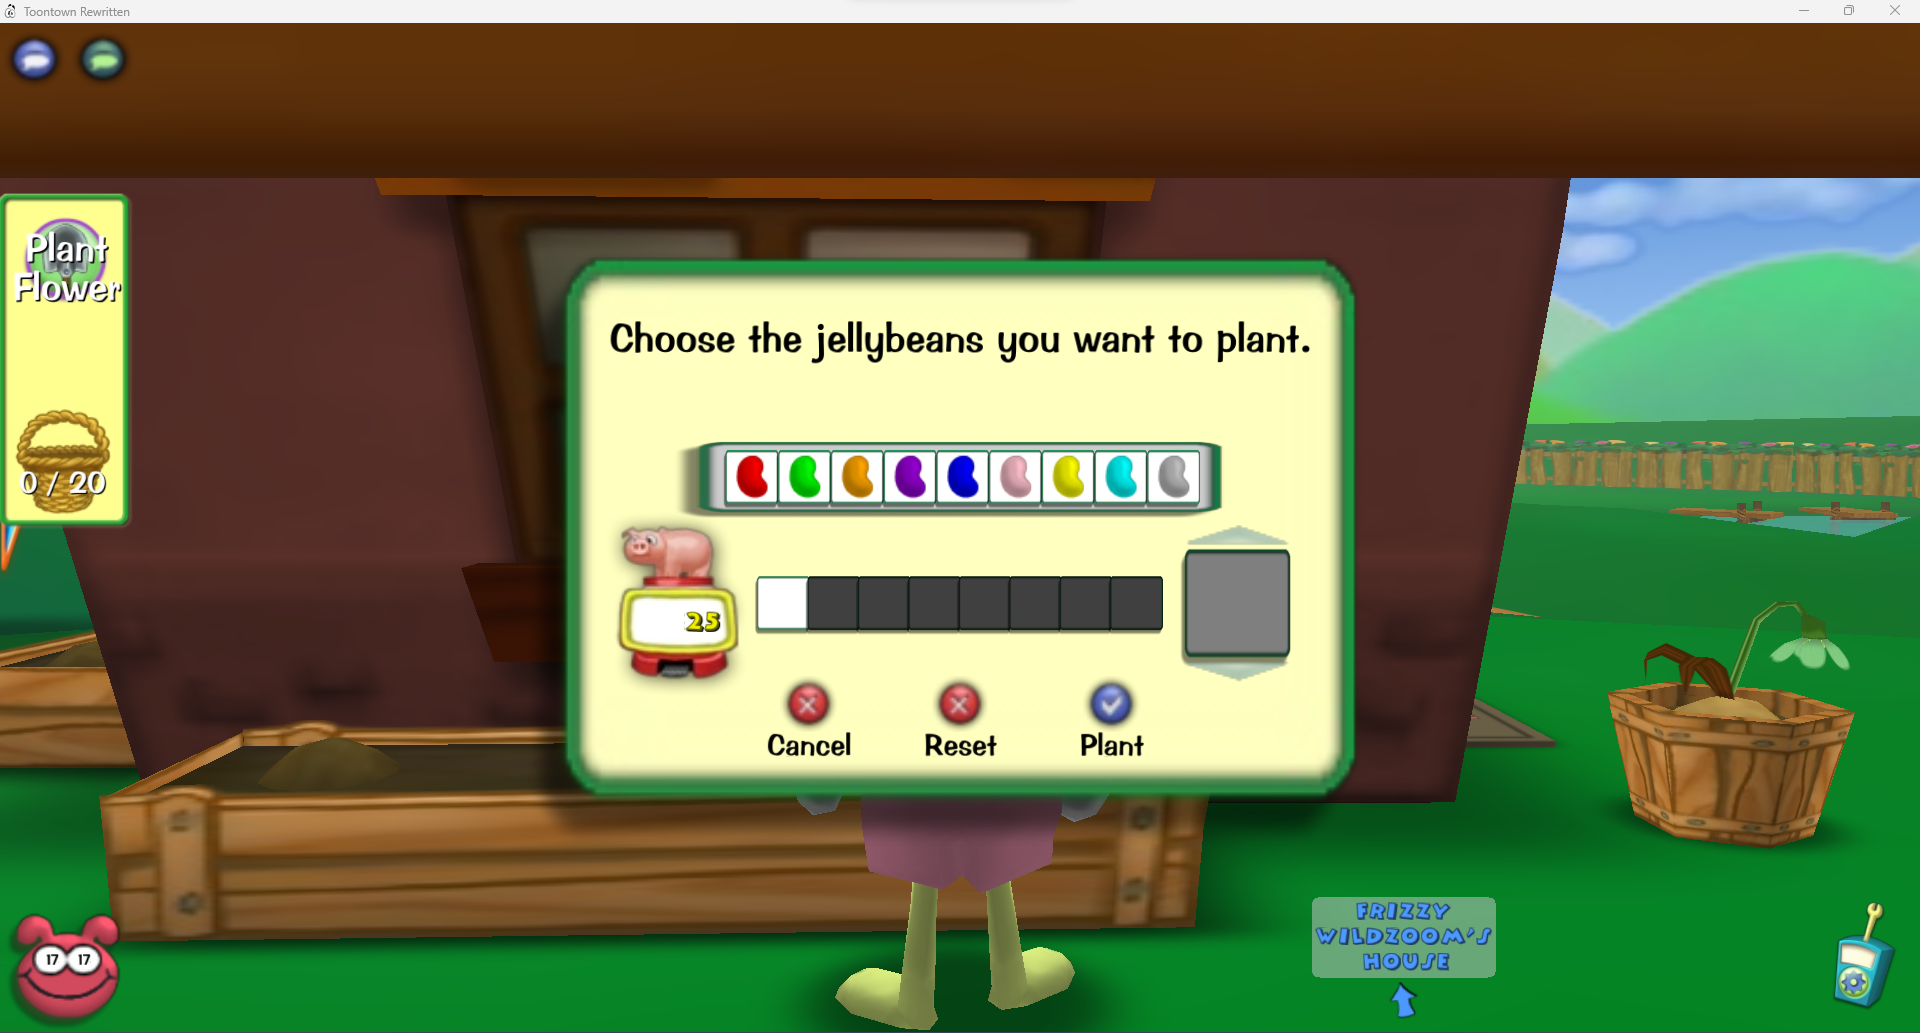 Toontown Rewritten
Plant
Flower
0 / 20
Choose the jellybeans you want to plant.
25
Cancel
Reset
Plant
17 17
FRIZZY
WILDZOOM'S
HOUSE